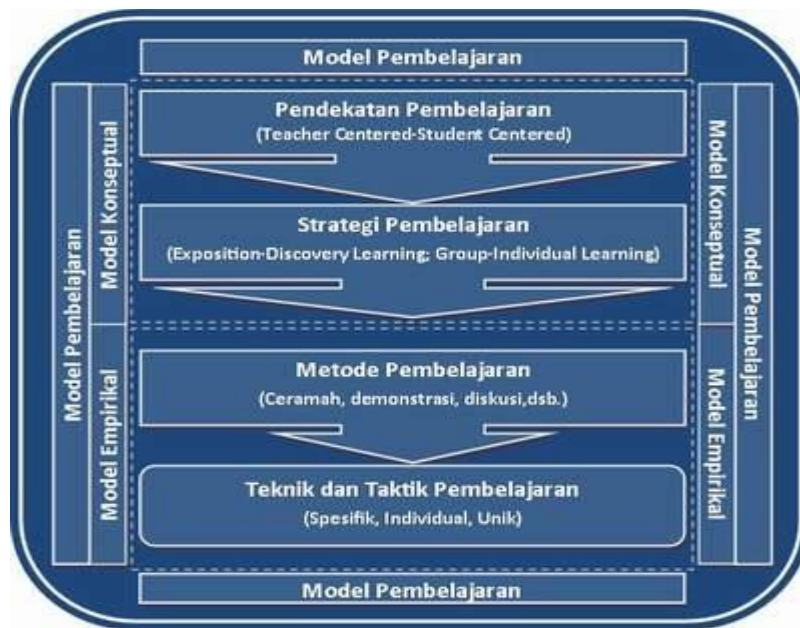 Model Pembelajaran
Pendekatan Pembelajaran
(Teacher Centered-Student Centered)
Strategi Pembelajaran
(Exposition-Discovery Learning; Group-Individual Learning)
Metode Pembelajaran
(Ceramah, demonstrasi, diskusi,dsb.)
Teknik dan Taktik Pembelajaran
(Spesifik, Individual, Unik)
Model Pembelajaran
Model Pembelajaran
Model Konseptual
Model Empirikal
Model Konseptual
Model Empirikal
Model Pembelajaran